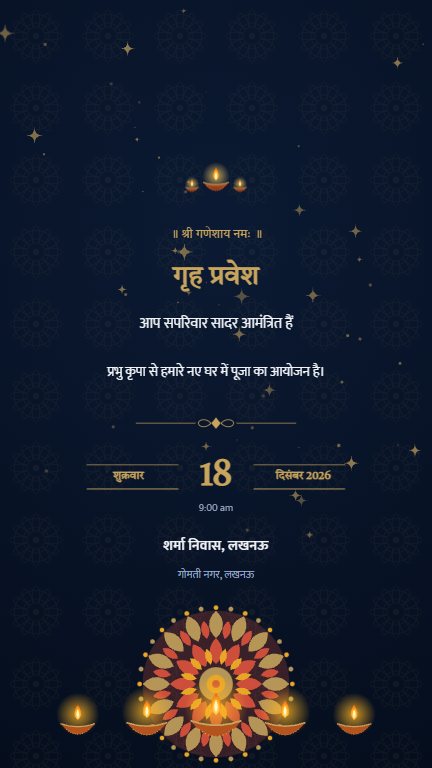 ॥ श्री गणेशाय नमः ॥
गृह प्रवेश
आप सपरिवार सादर आमंत्रित हैं
प्रभु कृपा से हमारे नए घर में पूजा का आयोजन है।
शुक्रवार 18 दिसंबर 2026
9:00 am
शर्मा निवास, लखनऊ
गोमती नगर, लखनऊ